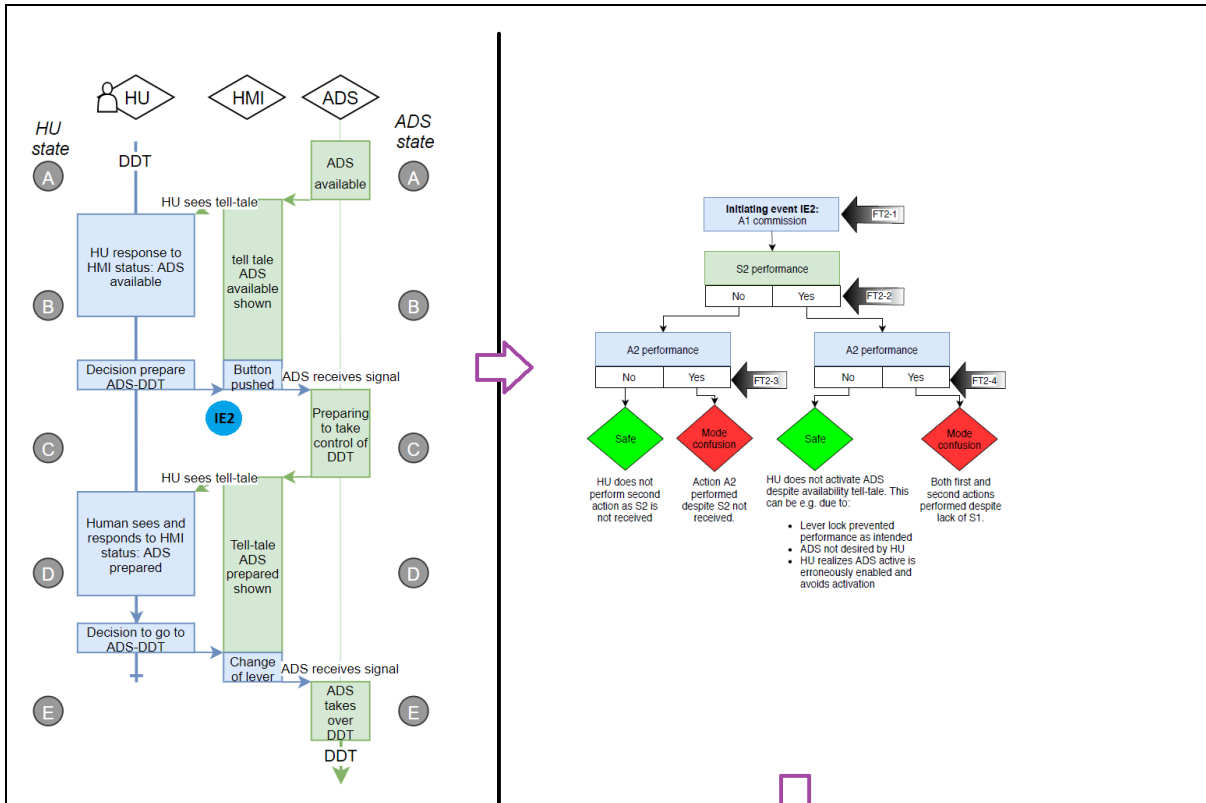 HU
HMI
ADS
HU
state
ADS
state
DDT
A
ADS
available
A
HU sees tell-tale
HU response to
HMI status: ADS
available
tell tale
ADS
available
shown
B
B
Decision prepare
ADS-DDT
Button
pushed
ADS receives signal
IE2
Preparing
to take
control of
DDT
C
C
HU sees tell-tale
Human sees and
responds to HMI
status: ADS
prepared
Tell-tale
ADS
prepared
shown
D
D
Decision to go to
ADS-DDT
Change
of lever
ADS receives signal
E
ADS
takes
over
DDT
E
DDT
Initiating event IE2:
A1 commission
FT2-1
S2 performance
No
Yes
FT2-2
A2 performance
No
Yes
FT2-3
A2 performance
No
Yes
FT2-4
Safe
Mode
confusion
Safe
Mode
confusion
HU does not
perform second
action as S2 is
not received
Action A2
performed
despite S2 not
received.
HU does not activate ADS
despite availability tell-tale. This
can be e.g. due to:
Lever lock prevented
performance as intended
ADS not desired by HU
HU realizes ADS active is
erroneously enabled and
avoids activation
Both first and
second actions
performed despite
lack of S1.